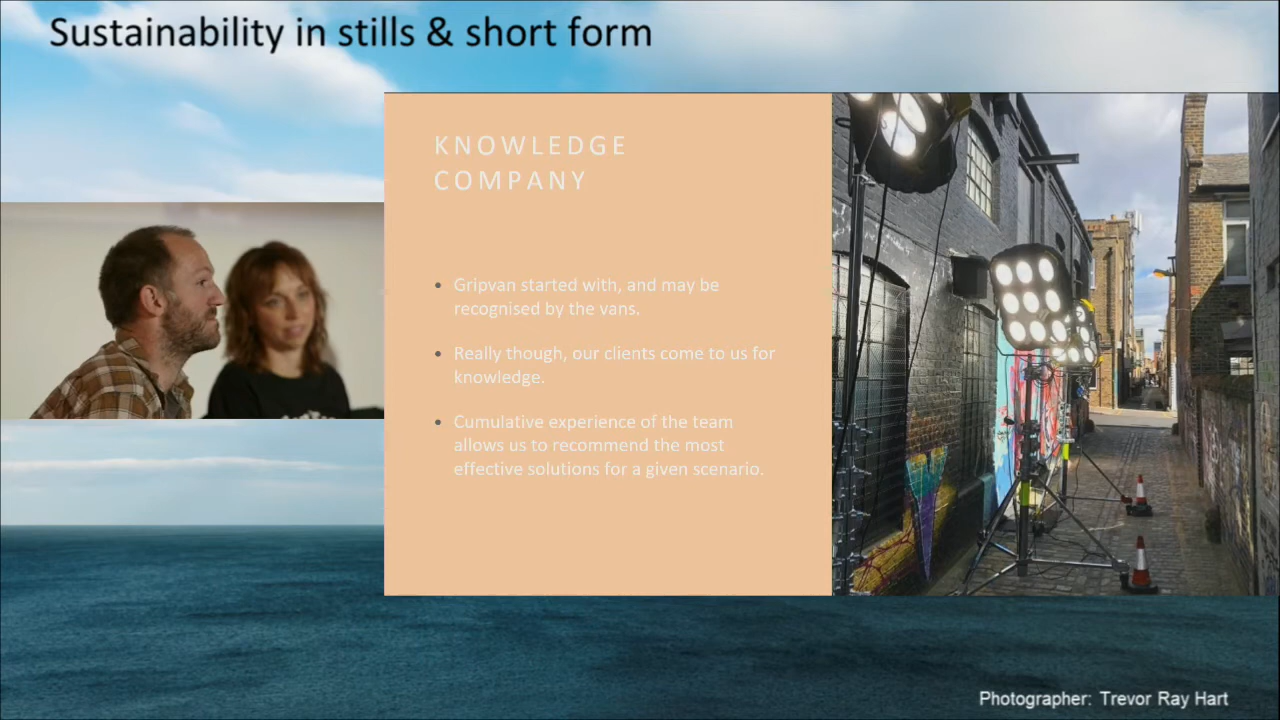 Sustainability in stills & short form
KNOWLEDGE
COMPANY
• Gripvan started with, and may be
recognised by the vans.
• Really though, our clients come to us for
knowledge.
• Cumulative experience of the team
allows us to recommend the most
effective solutions for a given scenario.
Photographer: Trevor Ray Hart